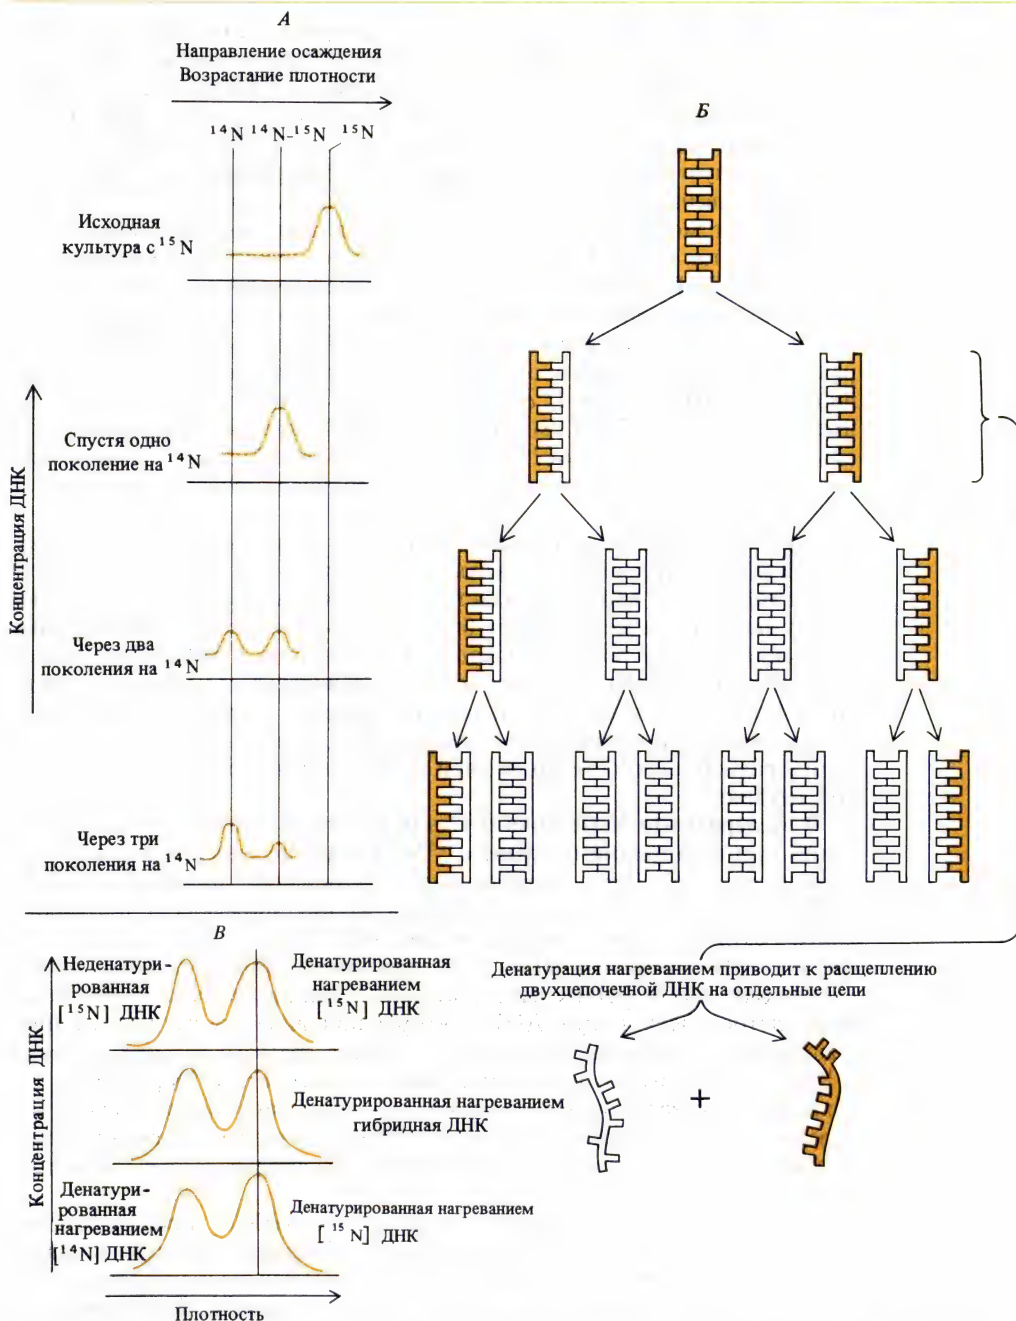 А
Направление осаждения
Возрастание плотности
¹⁴N ¹⁴N-¹⁵N ¹⁵N
Исходная
культура с ¹⁵N
Спустя одно
поколение на ¹⁴N
Через два
поколения на ¹⁴N
Через три
поколения на ¹⁴N
Концентрация ДНК
Б
Денатурация нагреванием приводит к расщеплению
двухцепочечной ДНК на отдельные цепи
+
В
Неденатури-
рованная
[¹⁵N] ДНК
Денатурированная
нагреванием
[¹⁵N] ДНК
Денатурированная нагреванием
гибридная ДНК
Денатури-
рованная
нагреванием
[¹⁴N] ДНК
Денатурированная нагреванием
[¹⁵N] ДНК
Концентрация ДНК
Плотность